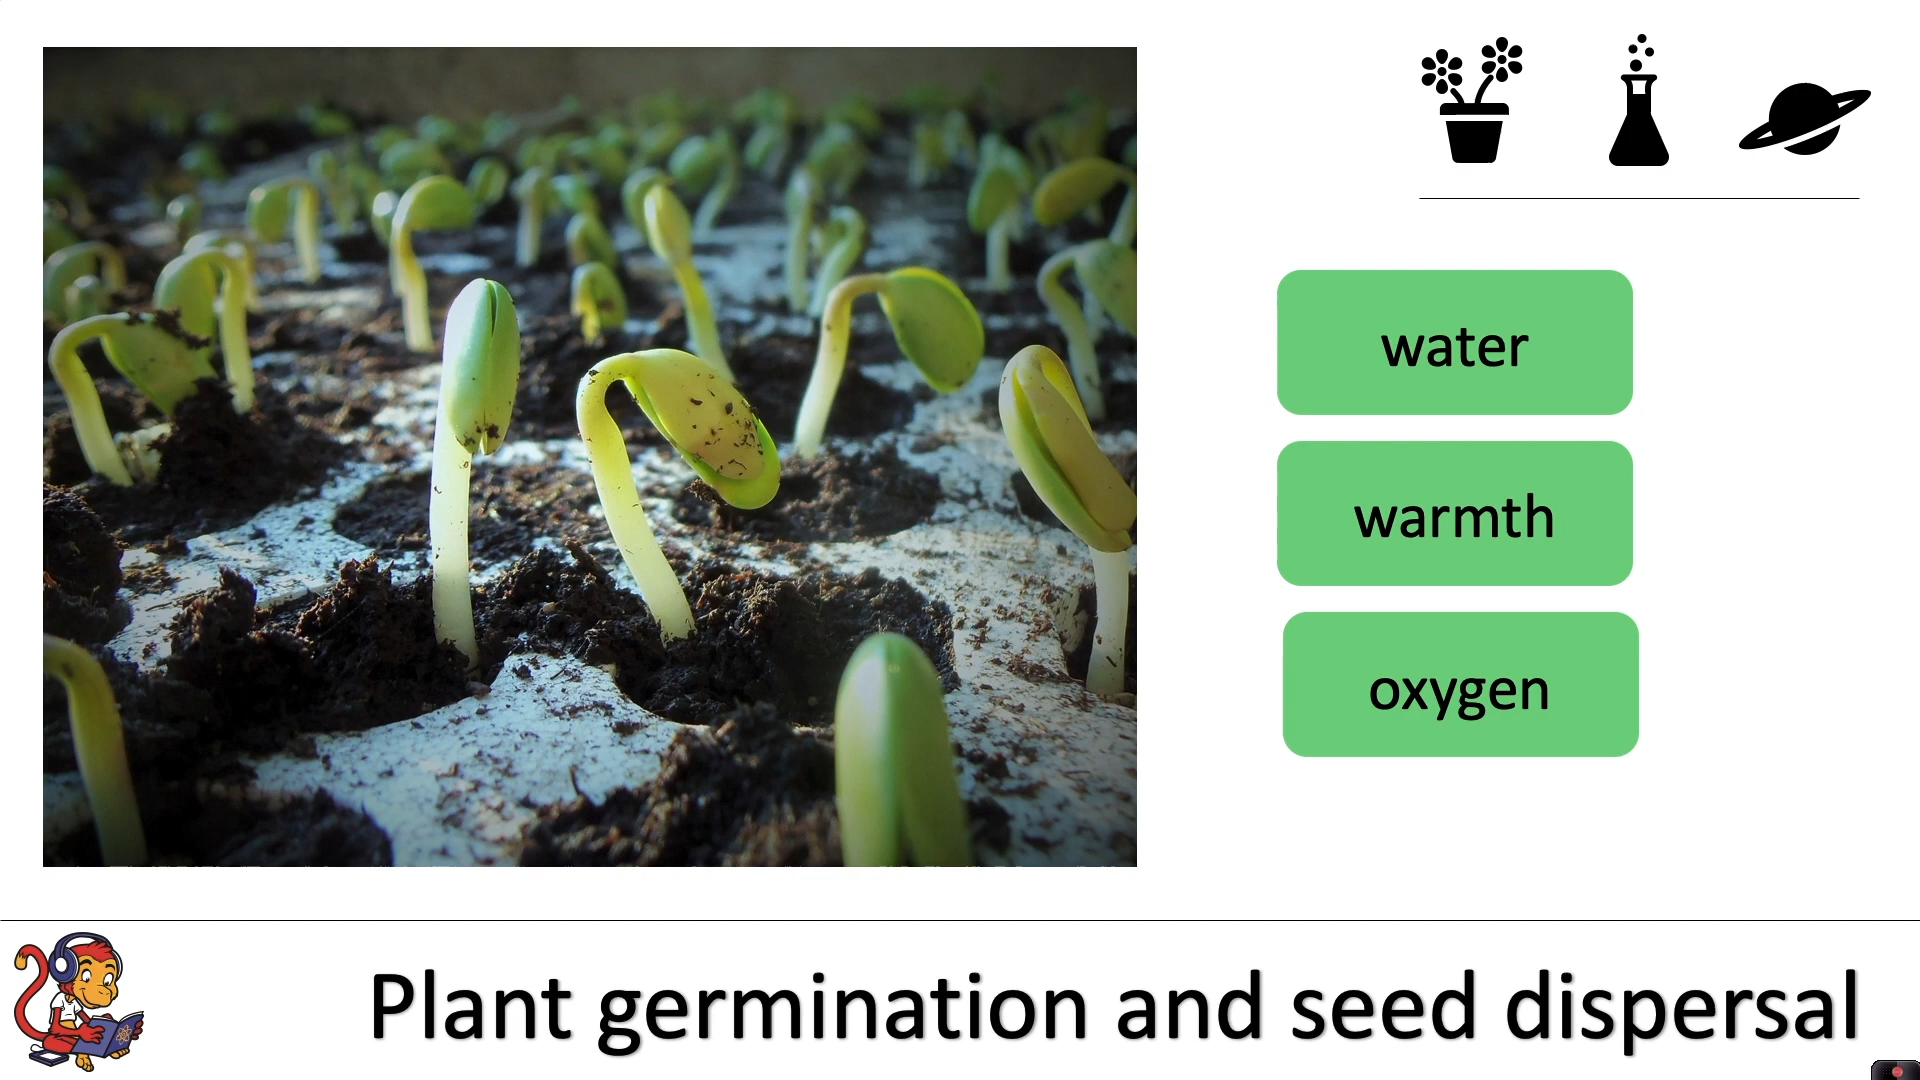 water
warmth
oxygen
Plant germination and seed dispersal